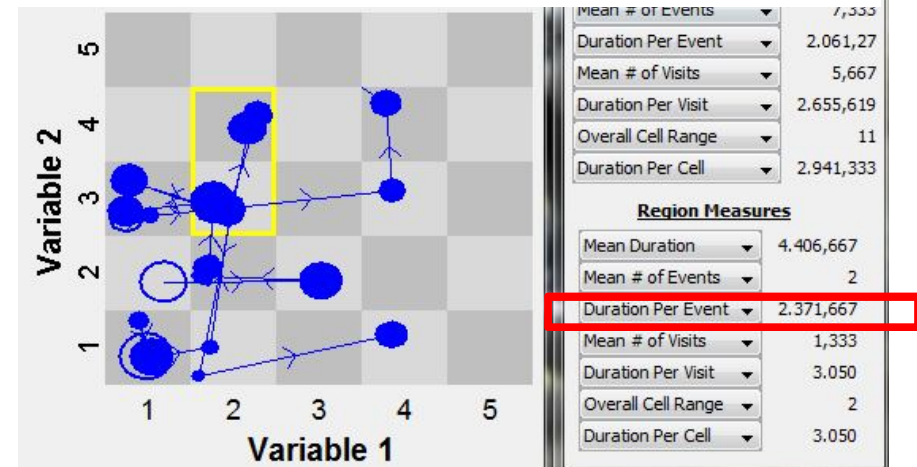 Mean # of Events 7,333
Duration Per Event 2.061,27
Mean # of Visits 5,667
Duration Per Visit 2.655,619
Overall Cell Range 11
Duration Per Cell 2.941,333
Region Measures
Mean Duration 4.406,667
Mean # of Events 2
Duration Per Event 2.371,667
Mean # of Visits 1,333
Duration Per Visit 3.050
Overall Cell Range 2
Duration Per Cell 3.050
Variable 2
5
4
3
2
1
1 2 3 4 5
Variable 1